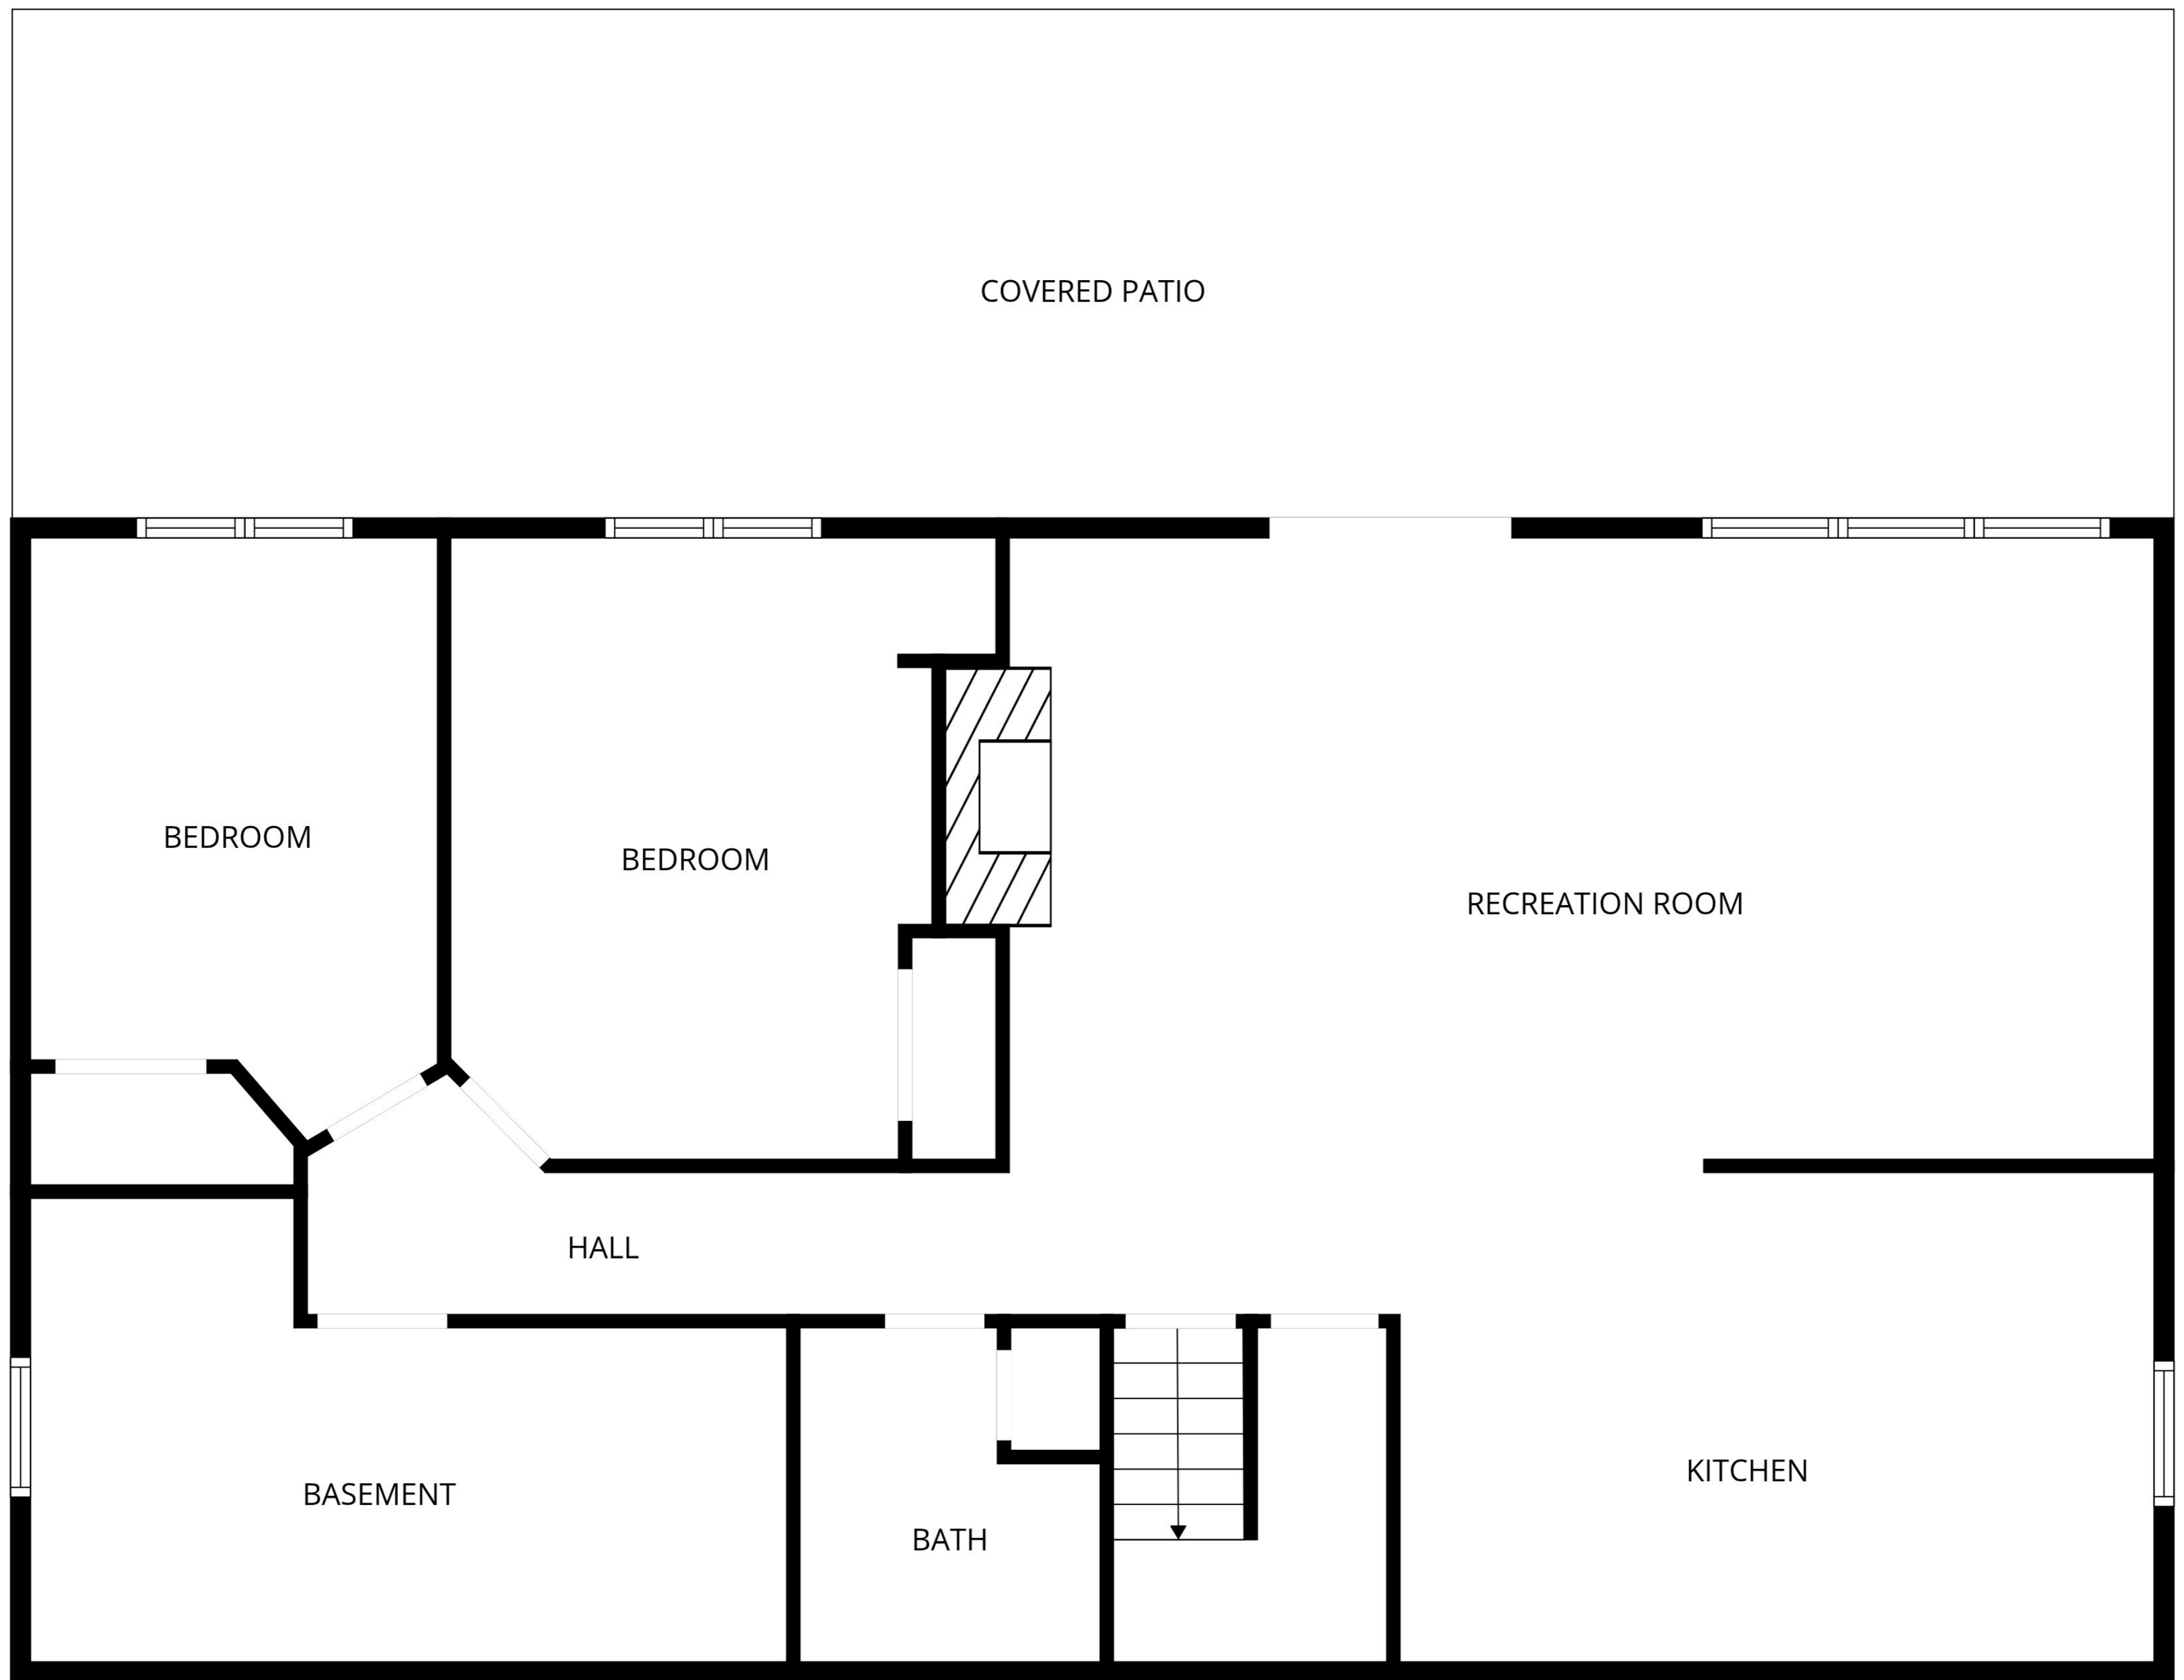 COVERED PATIO
BEDROOM
BEDROOM
RECREATION ROOM
HALL
BASEMENT
BATH
KITCHEN